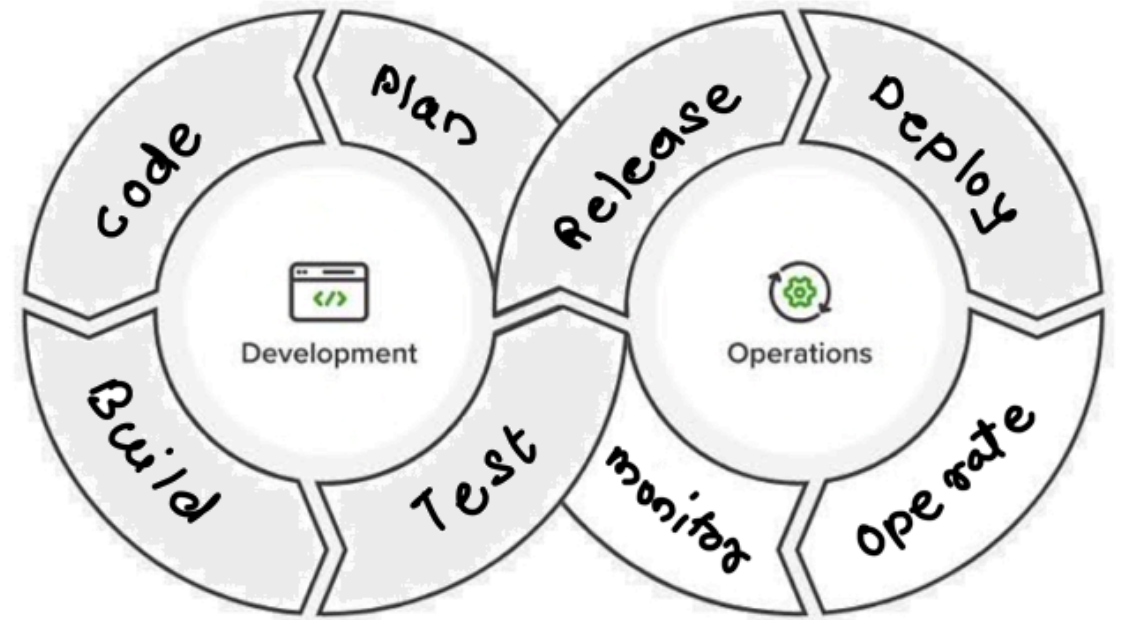 Plan
Code
Build
Test
Release
Deploy
Operate
monitor
</>
Development
Operations